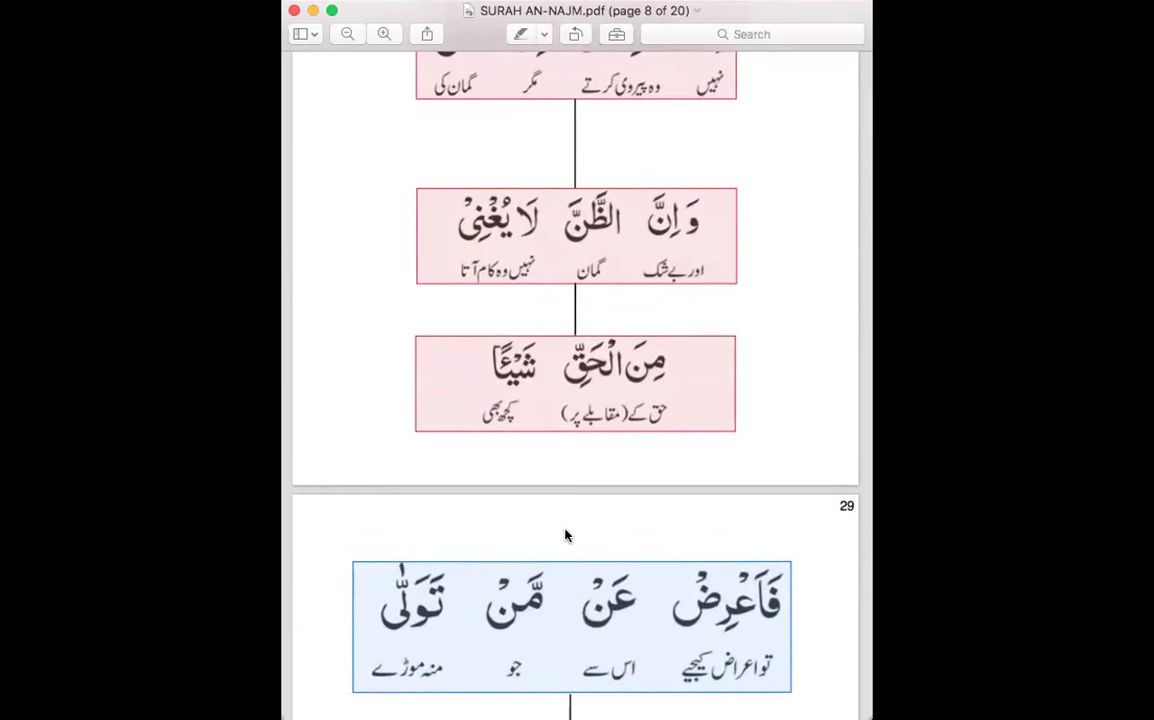 SURAH AN-NAJM.pdf (page 8 of 20)
Search
نہیں وہ پیروی کرتے مگر گمان کی
وَ اِنَّ الظَّنَّ لَا یُغْنِیْ
اور بے شک گمان نہیں وہ کام آتا
مِنَ الْحَقِّ شَیْـًٔا
حق کے (مقابلے پر) کچھ بھی
29
فَاَعْرِضْ عَنْ مَّنْ تَوَلّٰی
تو اعراض کیجیے اس سے جو منہ موڑے